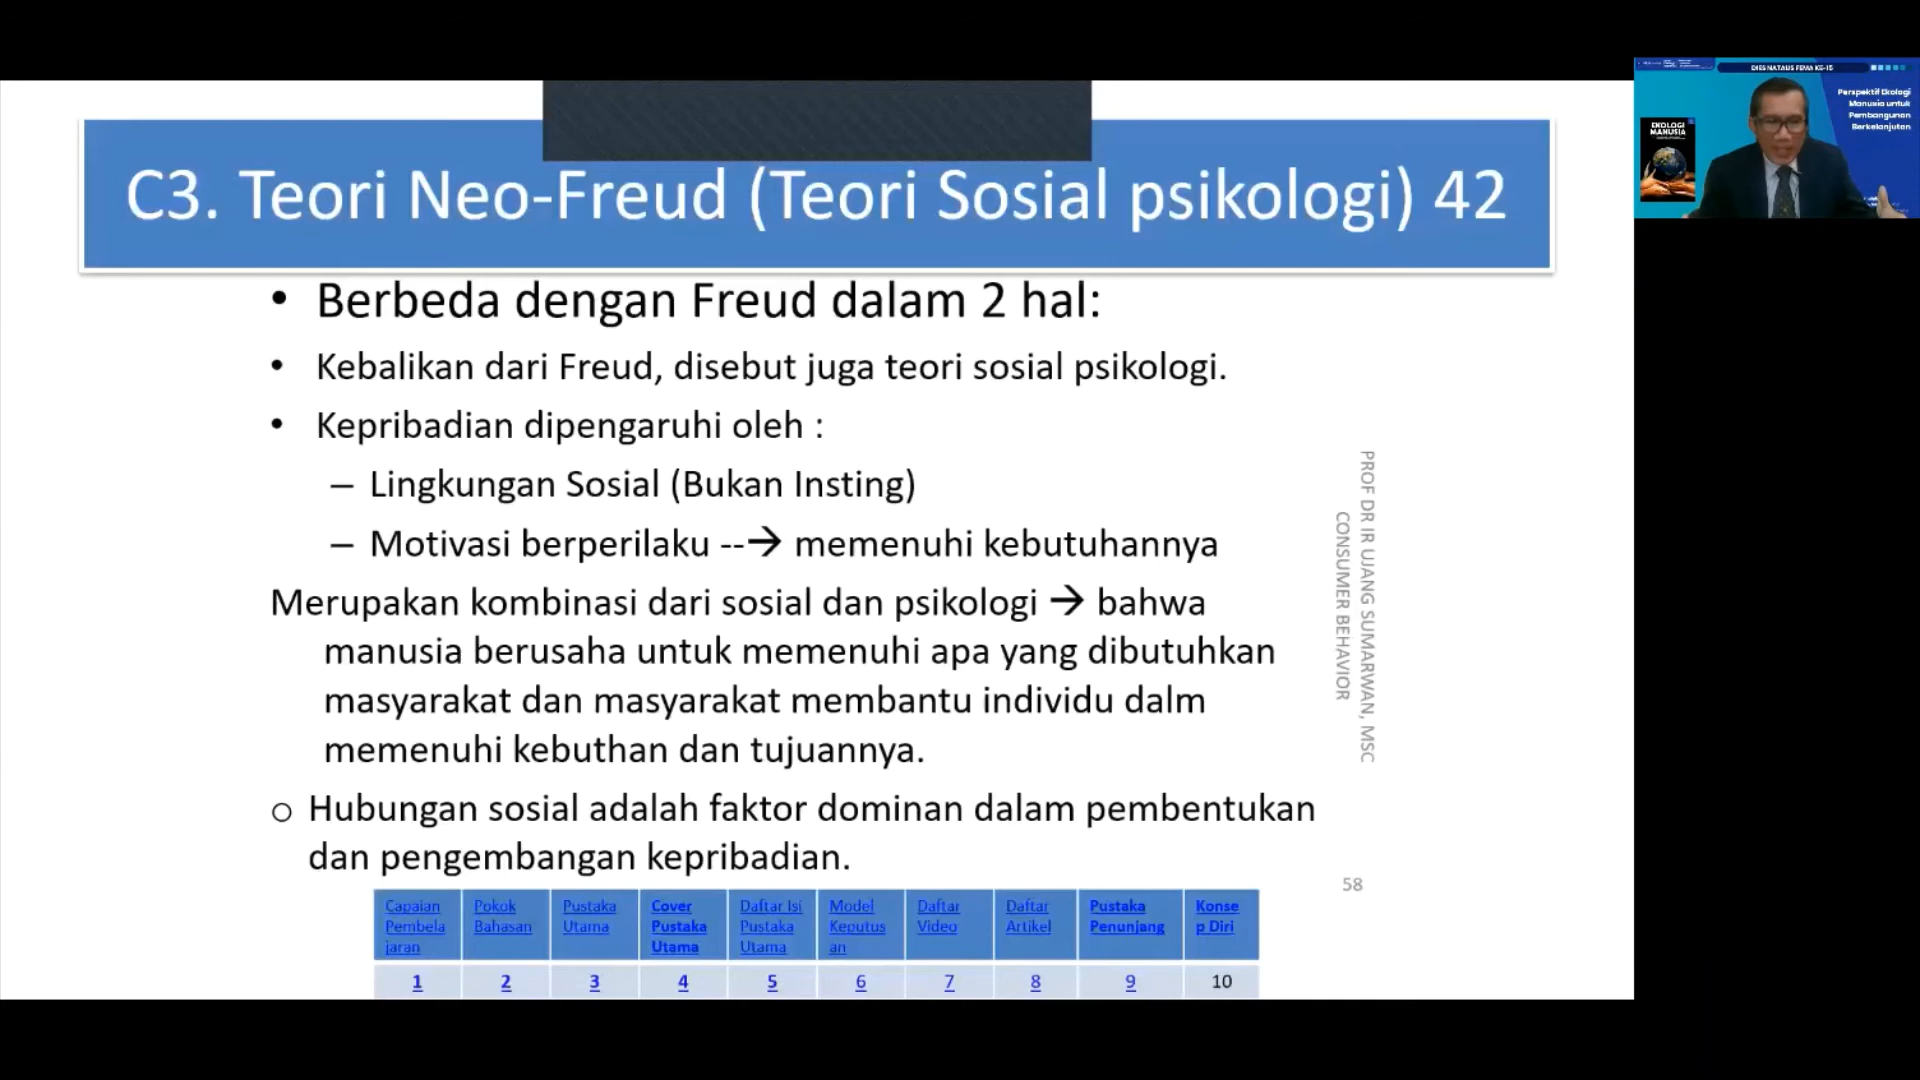 C3. Teori Neo-Freud (Teori Sosial psikologi) 42
• Berbeda dengan Freud dalam 2 hal:
• Kebalikan dari Freud, disebut juga teori sosial psikologi.
• Kepribadian dipengaruhi oleh :
– Lingkungan Sosial (Bukan Insting)
– Motivasi berperilaku --→ memenuhi kebutuhannya
Merupakan kombinasi dari sosial dan psikologi → bahwa
manusia berusaha untuk memenuhi apa yang dibutuhkan
masyarakat dan masyarakat membantu individu dalm
memenuhi kebuthan dan tujuannya.
o Hubungan sosial adalah faktor dominan dalam pembentukan
dan pengembangan kepribadian.
PROF DR IR UJANG SUMARWAN, MSC
CONSUMER BEHAVIOR
58
Capaian Pembela jaran
Pokok Bahasan
Pustaka Utama
Cover Pustaka Utama
Daftar Isi Pustaka Utama
Model Keputus an
Daftar Video
Daftar Artikel
Pustaka Penunjang
Konse p Diri
1 2 3 4 5 6 7 8 9 10
DIES NATALIS FEMA KE-15
Perspektif Ekologi
Manusia untuk
Pembangunan
Berkelanjutan
EKOLOGI
MANUSIA